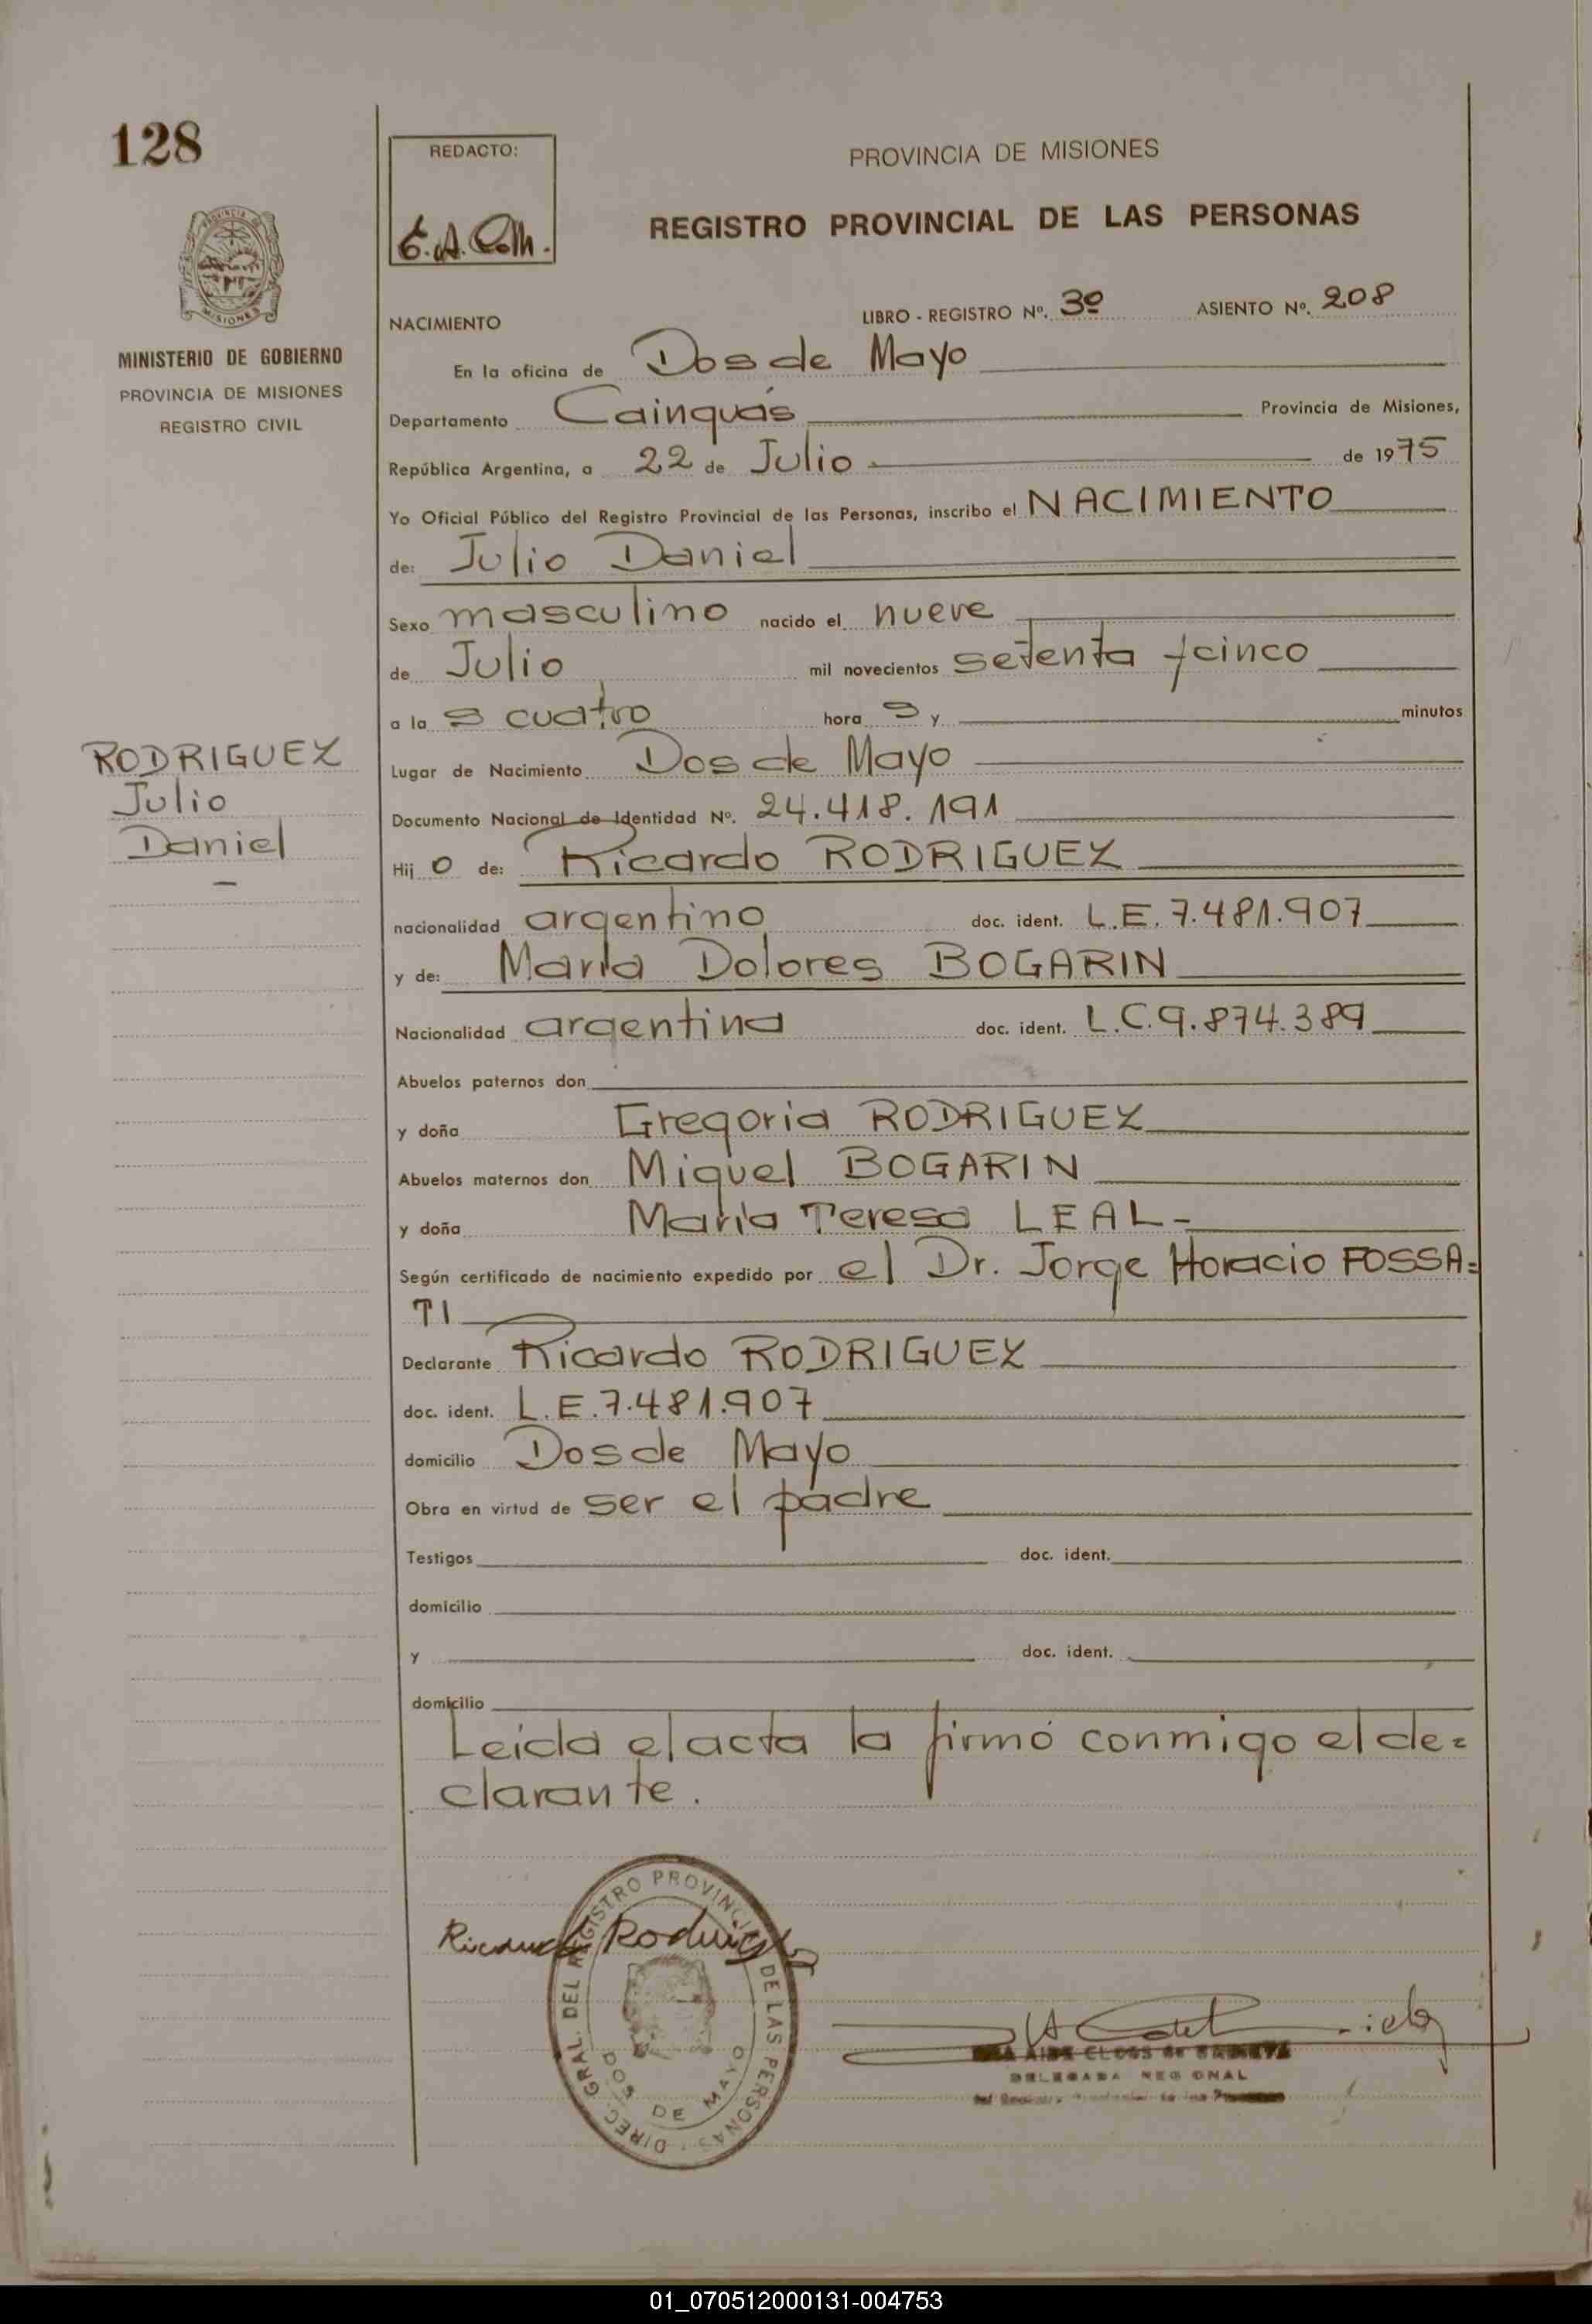 128
REDACTO:
PROVINCIA DE MISIONES
REGISTRO PROVINCIAL DE LAS PERSONAS
MISIONES
MINISTERIO DE GOBIERNO
PROVINCIA DE MISIONES
REGISTRO CIVIL
NACIMIENTO LIBRO - REGISTRO Nº. 3º ASIENTO Nº. 208
En la oficina de Dos de Mayo
Departamento Cainguás Provincia de Misiones,
República Argentina, a 22 de Julio de 1975
Yo Oficial Público del Registro Provincial de las Personas, inscribo el NACIMIENTO
de: Julio Daniel
Sexo masculino nacido el nueve
de Julio mil novecientos setenta y cinco
a la s cuatro hora s y minutos
RODRIGUEZ
Julio
Daniel
Lugar de Nacimiento Dos de Mayo
Documento Nacional de Identidad Nº. 24.418.191
Hij o de: Ricardo RODRIGUEZ
nacionalidad argentino doc. ident. L.E. 7.481.907
y de: María Dolores BOGARIN
Nacionalidad argentina doc. ident. L.C. 9.874.389
Abuelos paternos don
y doña Gregoria RODRIGUEZ
Abuelos maternos don Miguel BOGARIN
y doña María Teresa LEAL-
Según certificado de nacimiento expedido por el Dr. Jorge Horacio FOSSA=
TI
Declarante Ricardo RODRIGUEZ
doc. ident. L.E. 7.481.907
domicilio Dos de Mayo
Obra en virtud de ser el padre
Testigos doc. ident.
domicilio
y doc. ident.
domicilio
Leída el acta la firmó conmigo el de=
clarante.
Ricardo Rodriguez
DIREC. GRAL. DEL REGISTRO PROVINCIAL DE LAS PERSONAS
DOS DE MAYO
DELEGADA REGIONAL
01_070512000131-004753